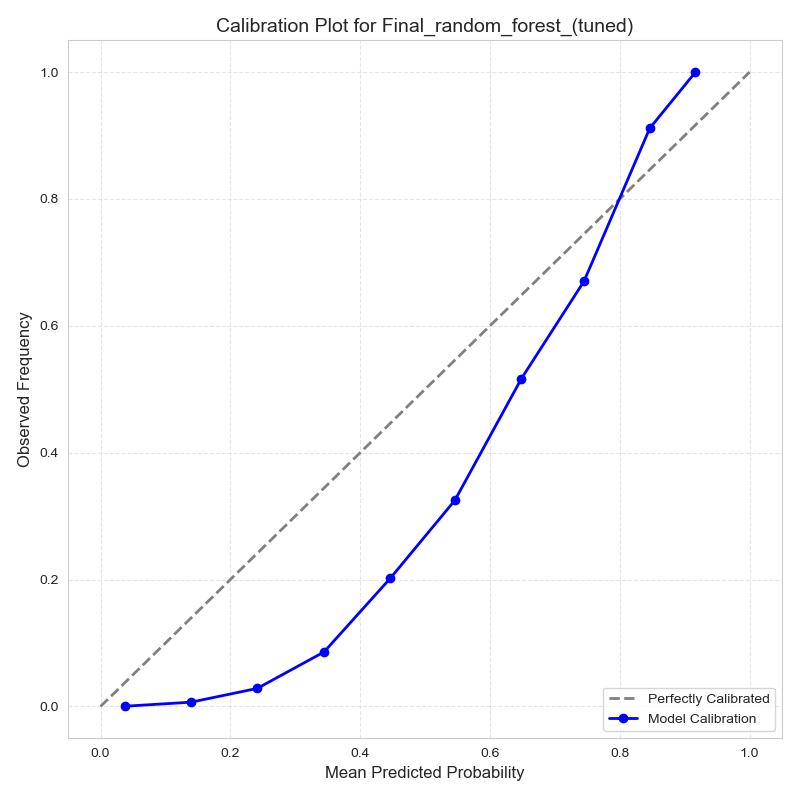 Calibration Plot for Final_random_forest_(tuned)
Observed Frequency
1.0
0.8
0.6
0.4
0.2
0.0
0.0 0.2 0.4 0.6 0.8 1.0
Mean Predicted Probability
Perfectly Calibrated
Model Calibration